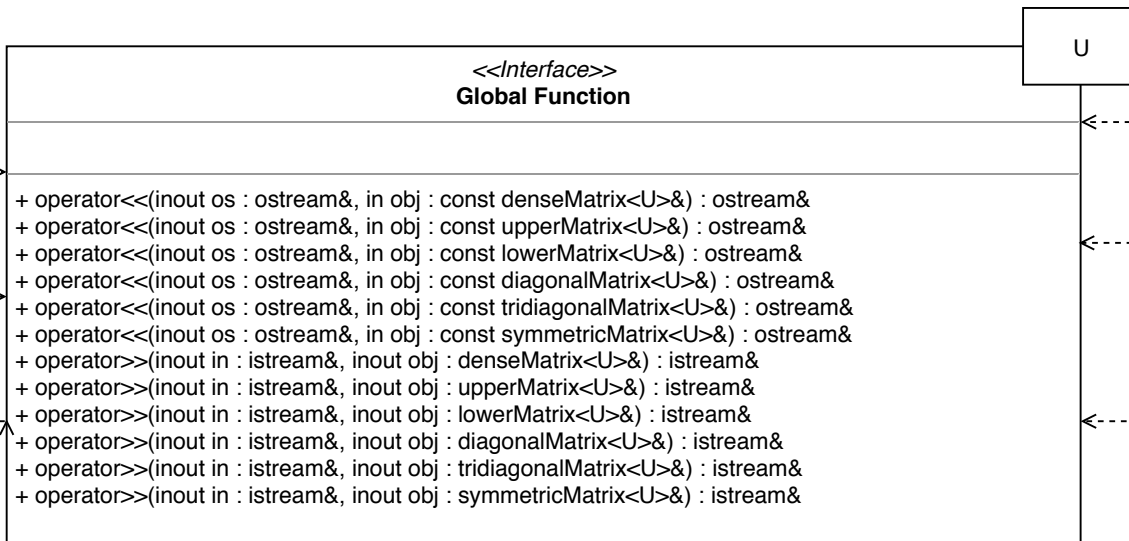 U
<<Interface>>
Global Function
+ operator<<(inout os : ostream&, in obj : const denseMatrix<U>&) : ostream&
+ operator<<(inout os : ostream&, in obj : const upperMatrix<U>&) : ostream&
+ operator<<(inout os : ostream&, in obj : const lowerMatrix<U>&) : ostream&
+ operator<<(inout os : ostream&, in obj : const diagonalMatrix<U>&) : ostream&
+ operator<<(inout os : ostream&, in obj : const tridiagonalMatrix<U>&) : ostream&
+ operator<<(inout os : ostream&, in obj : const symmetricMatrix<U>&) : ostream&
+ operator>>(inout in : istream&, inout obj : denseMatrix<U>&) : istream&
+ operator>>(inout in : istream&, inout obj : upperMatrix<U>&) : istream&
+ operator>>(inout in : istream&, inout obj : lowerMatrix<U>&) : istream&
+ operator>>(inout in : istream&, inout obj : diagonalMatrix<U>&) : istream&
+ operator>>(inout in : istream&, inout obj : tridiagonalMatrix<U>&) : istream&
+ operator>>(inout in : istream&, inout obj : symmetricMatrix<U>&) : istream&